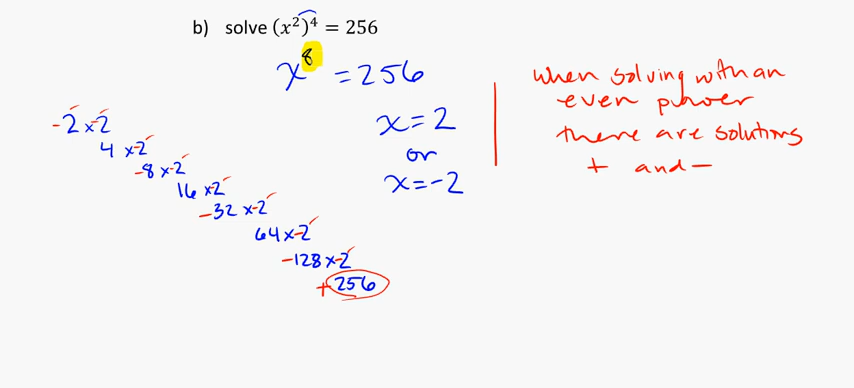 b) solve (x²)⁴ = 256
x⁸ = 256
x = 2
or
x = -2
when solving with an
even power
there are solutions
+ and -
-2 x-2
4 x-2
-8 x-2
16 x-2
-32 x-2
64 x-2
-128 x-2
+256